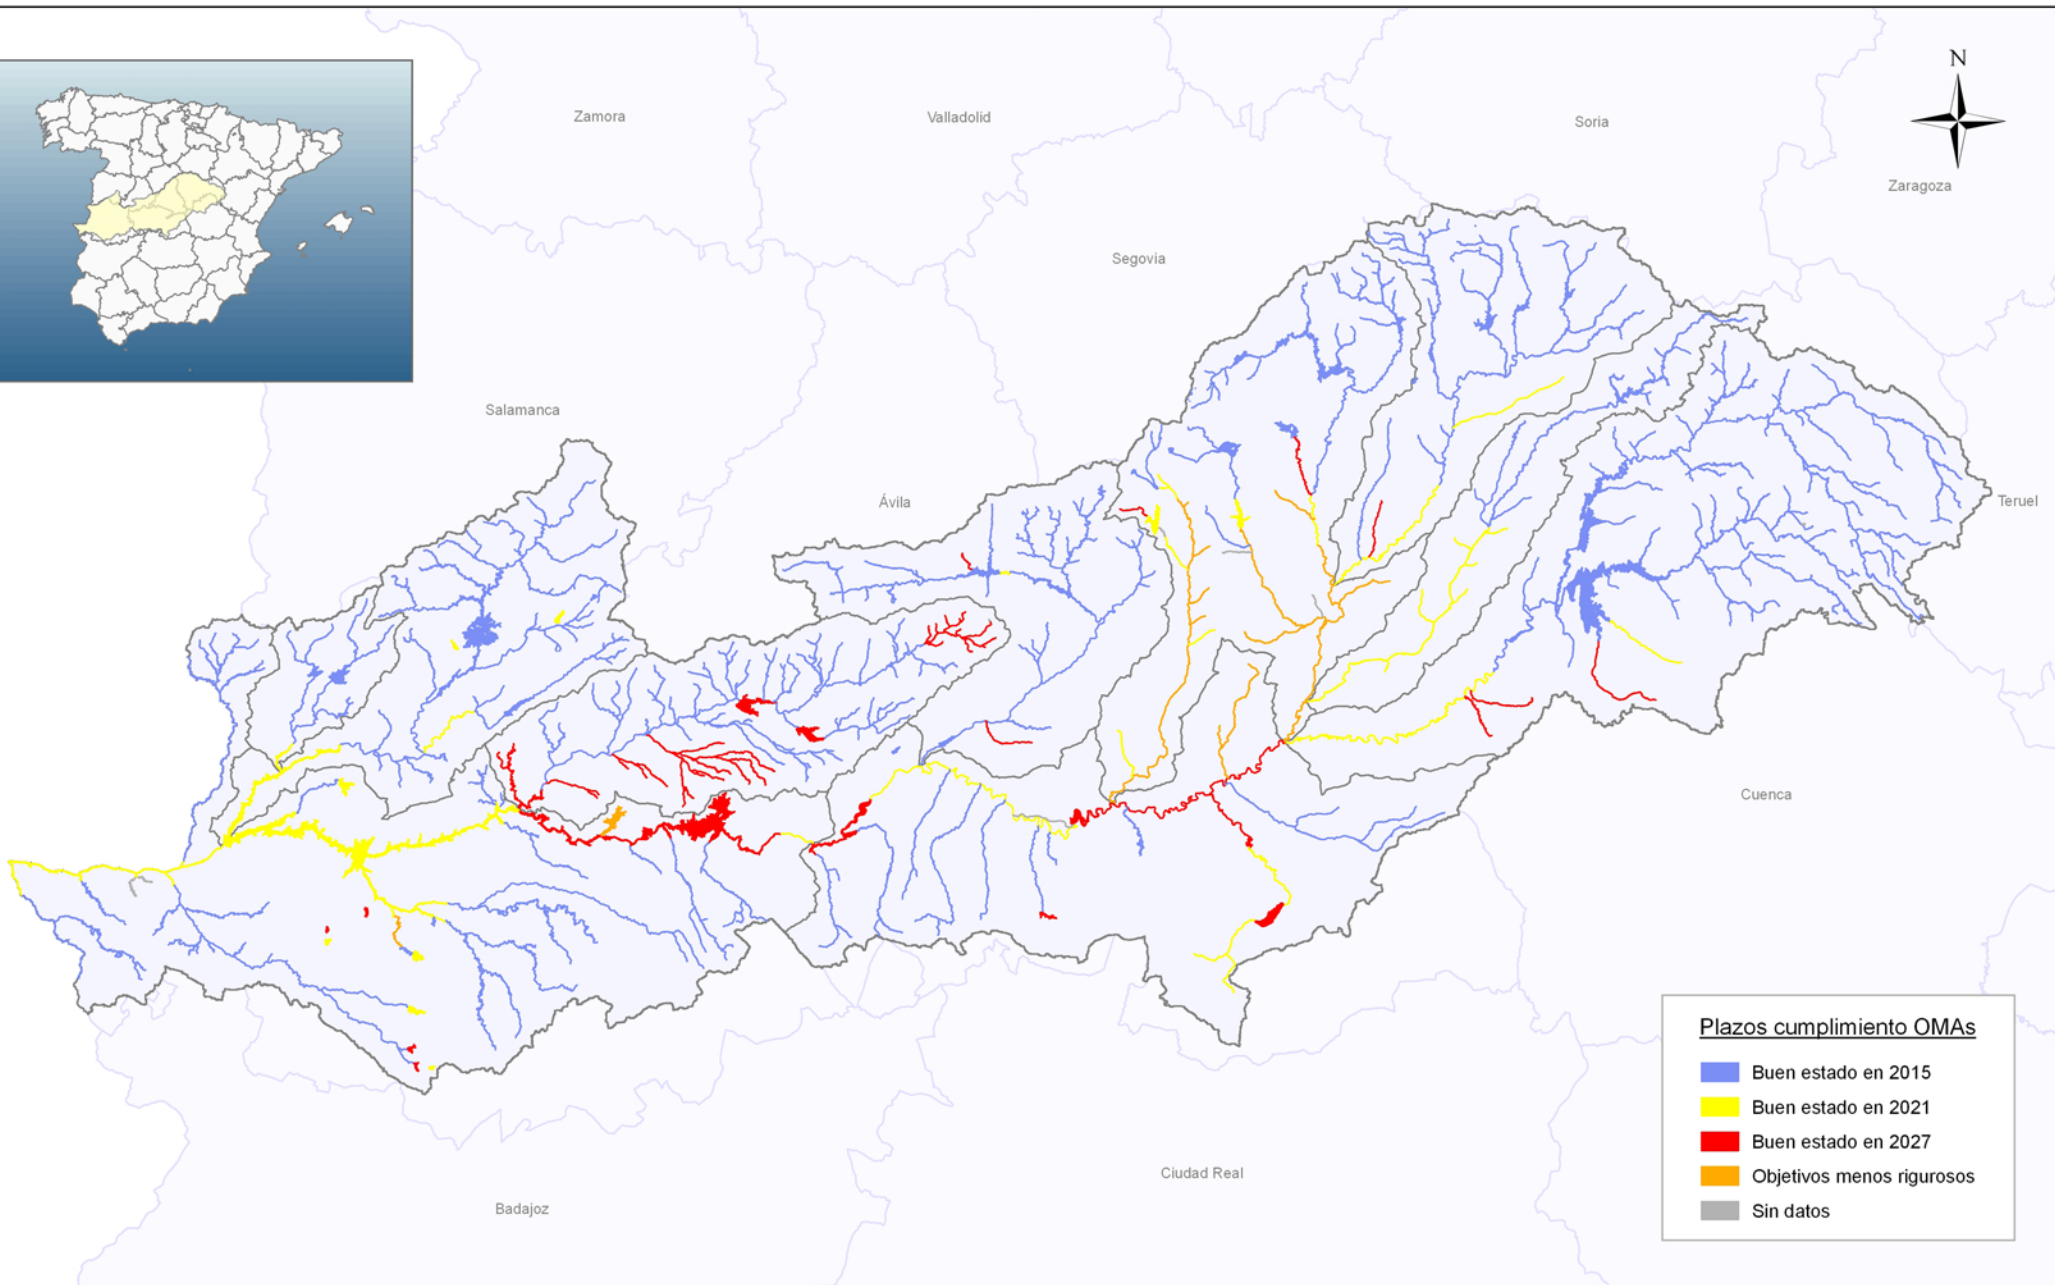 N
Zamora
Valladolid
Soria
Zaragoza
Segovia
Salamanca
Ávila
Teruel
Cuenca
Ciudad Real
Badajoz
Plazos cumplimiento OMAs
Buen estado en 2015
Buen estado en 2021
Buen estado en 2027
Objetivos menos rigurosos
Sin datos